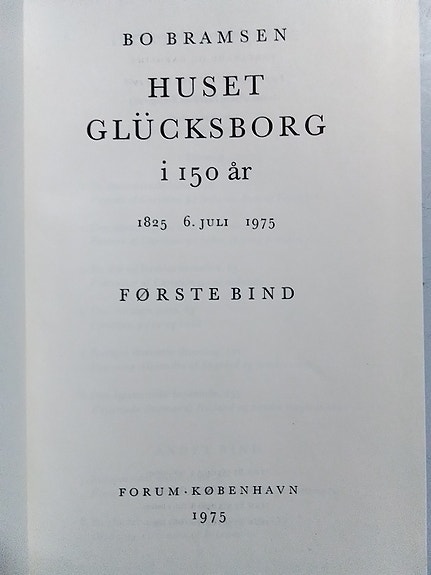 BO BRAMSEN
HUSET
GLÜCKSBORG
i 150 år
1825 6. JULI 1975
FØRSTE BIND
FORUM · KØBENHAVN
1975